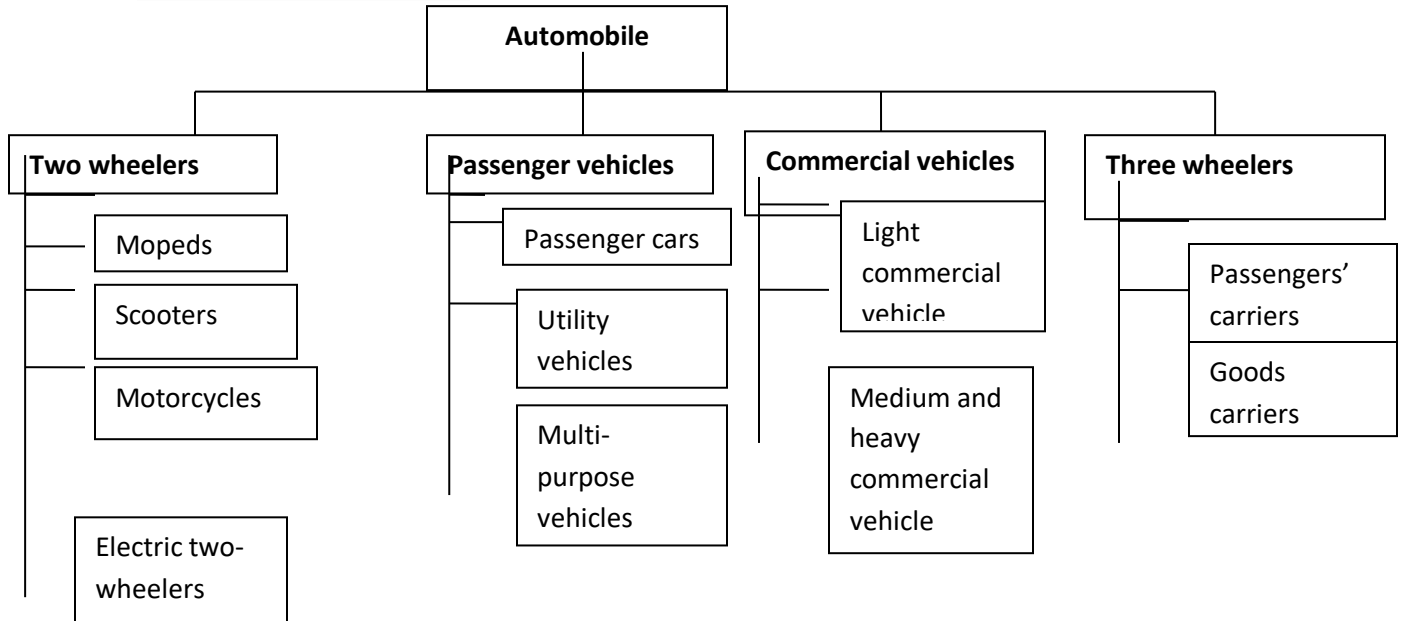 Automobile
Two wheelers
Mopeds
Scooters
Motorcycles
Electric two-
wheelers
Passenger vehicles
Passenger cars
Utility
vehicles
Multi-
purpose
vehicles
Commercial vehicles
Light
commercial
vehicle
Medium and
heavy
commercial
vehicle
Three wheelers
Passengers’
carriers
Goods
carriers